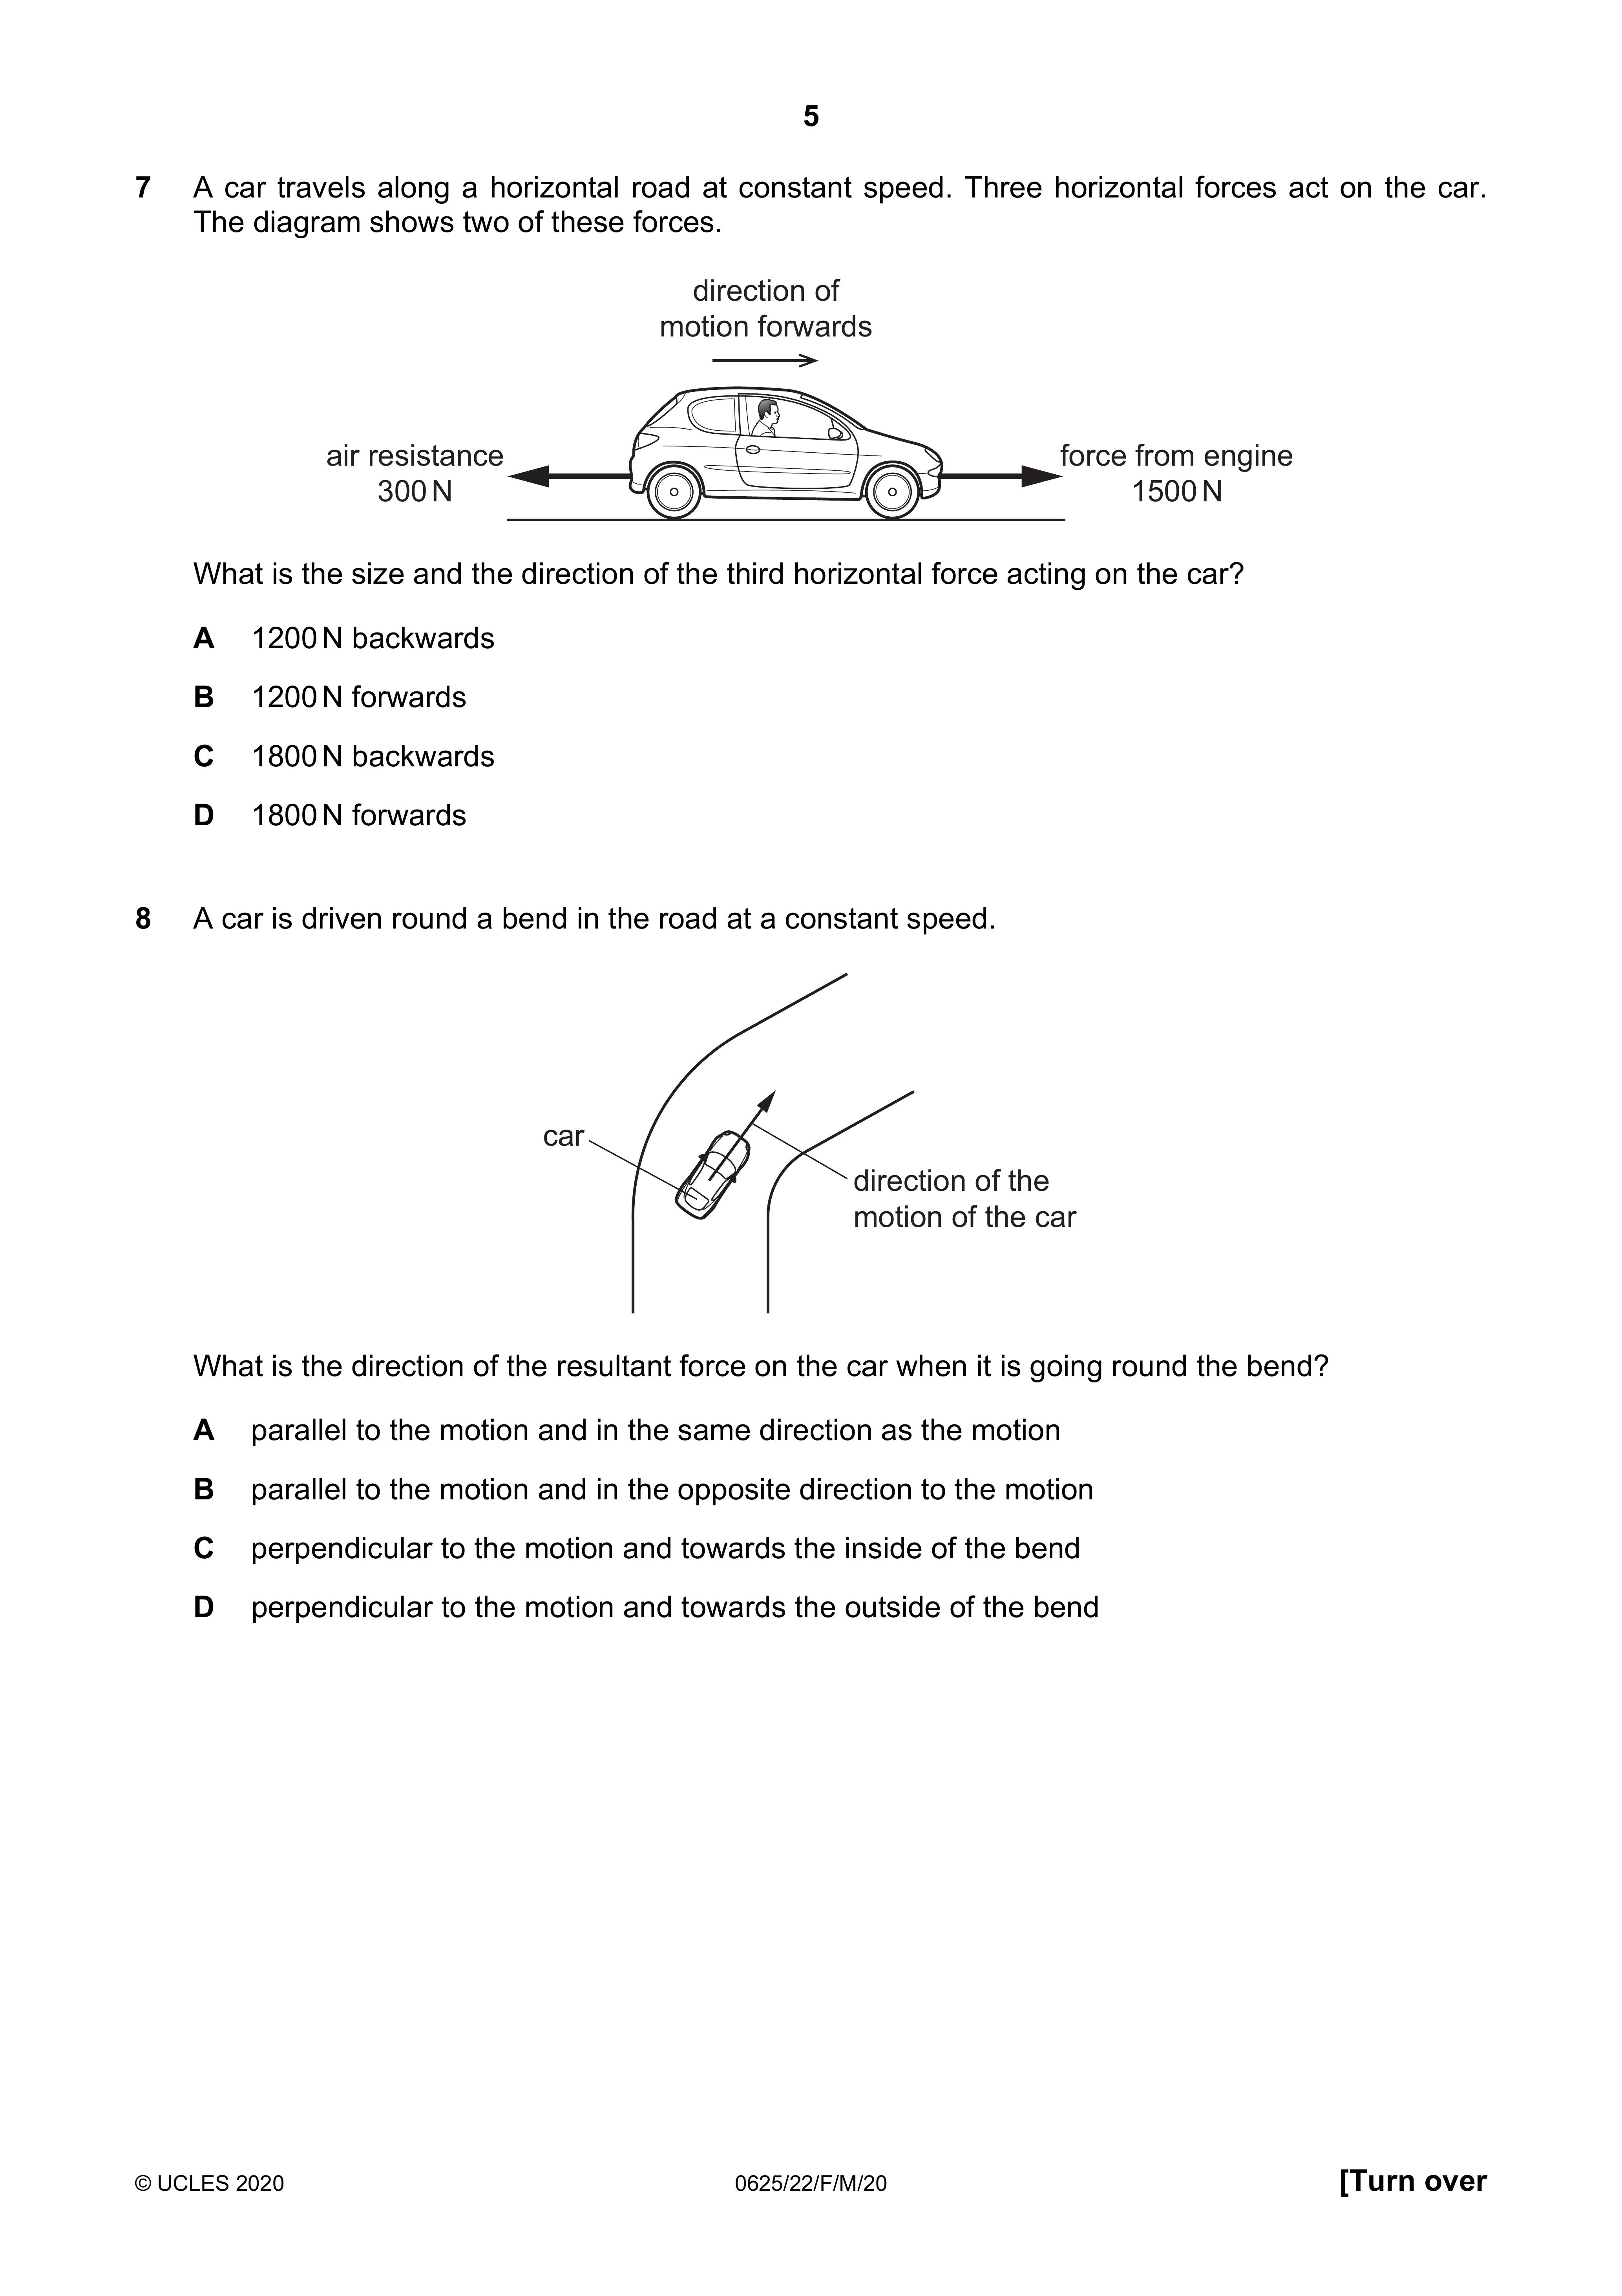 5
7 A car travels along a horizontal road at constant speed. Three horizontal forces act on the car.
The diagram shows two of these forces.
direction of
motion forwards
air resistance
300 N
force from engine
1500 N
What is the size and the direction of the third horizontal force acting on the car?
A 1200 N backwards
B 1200 N forwards
C 1800 N backwards
D 1800 N forwards
8 A car is driven round a bend in the road at a constant speed.
car
direction of the
motion of the car
What is the direction of the resultant force on the car when it is going round the bend?
A parallel to the motion and in the same direction as the motion
B parallel to the motion and in the opposite direction to the motion
C perpendicular to the motion and towards the inside of the bend
D perpendicular to the motion and towards the outside of the bend
© UCLES 2020 0625/22/F/M/20 [Turn over